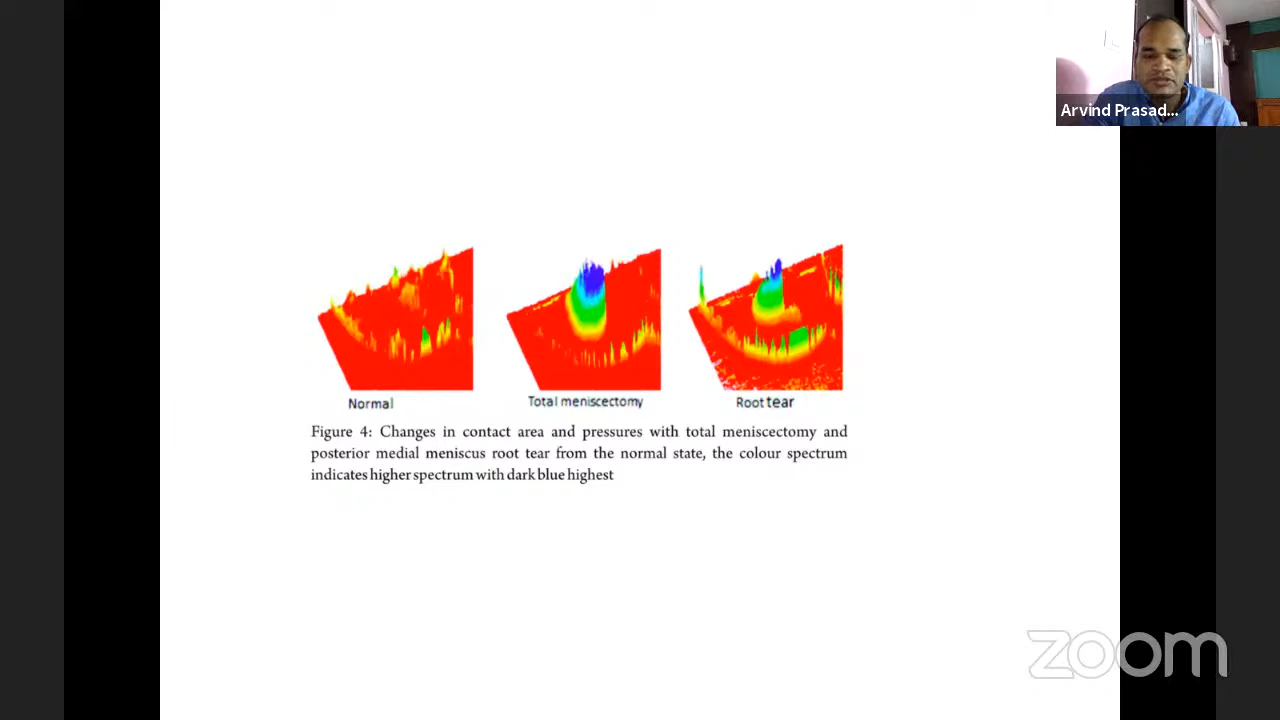 Arvind Prasad...
Normal
Total meniscectomy
Root tear
Figure 4: Changes in contact area and pressures with total meniscectomy and
posterior medial meniscus root tear from the normal state, the colour spectrum
indicates higher spectrum with dark blue highest
zoom